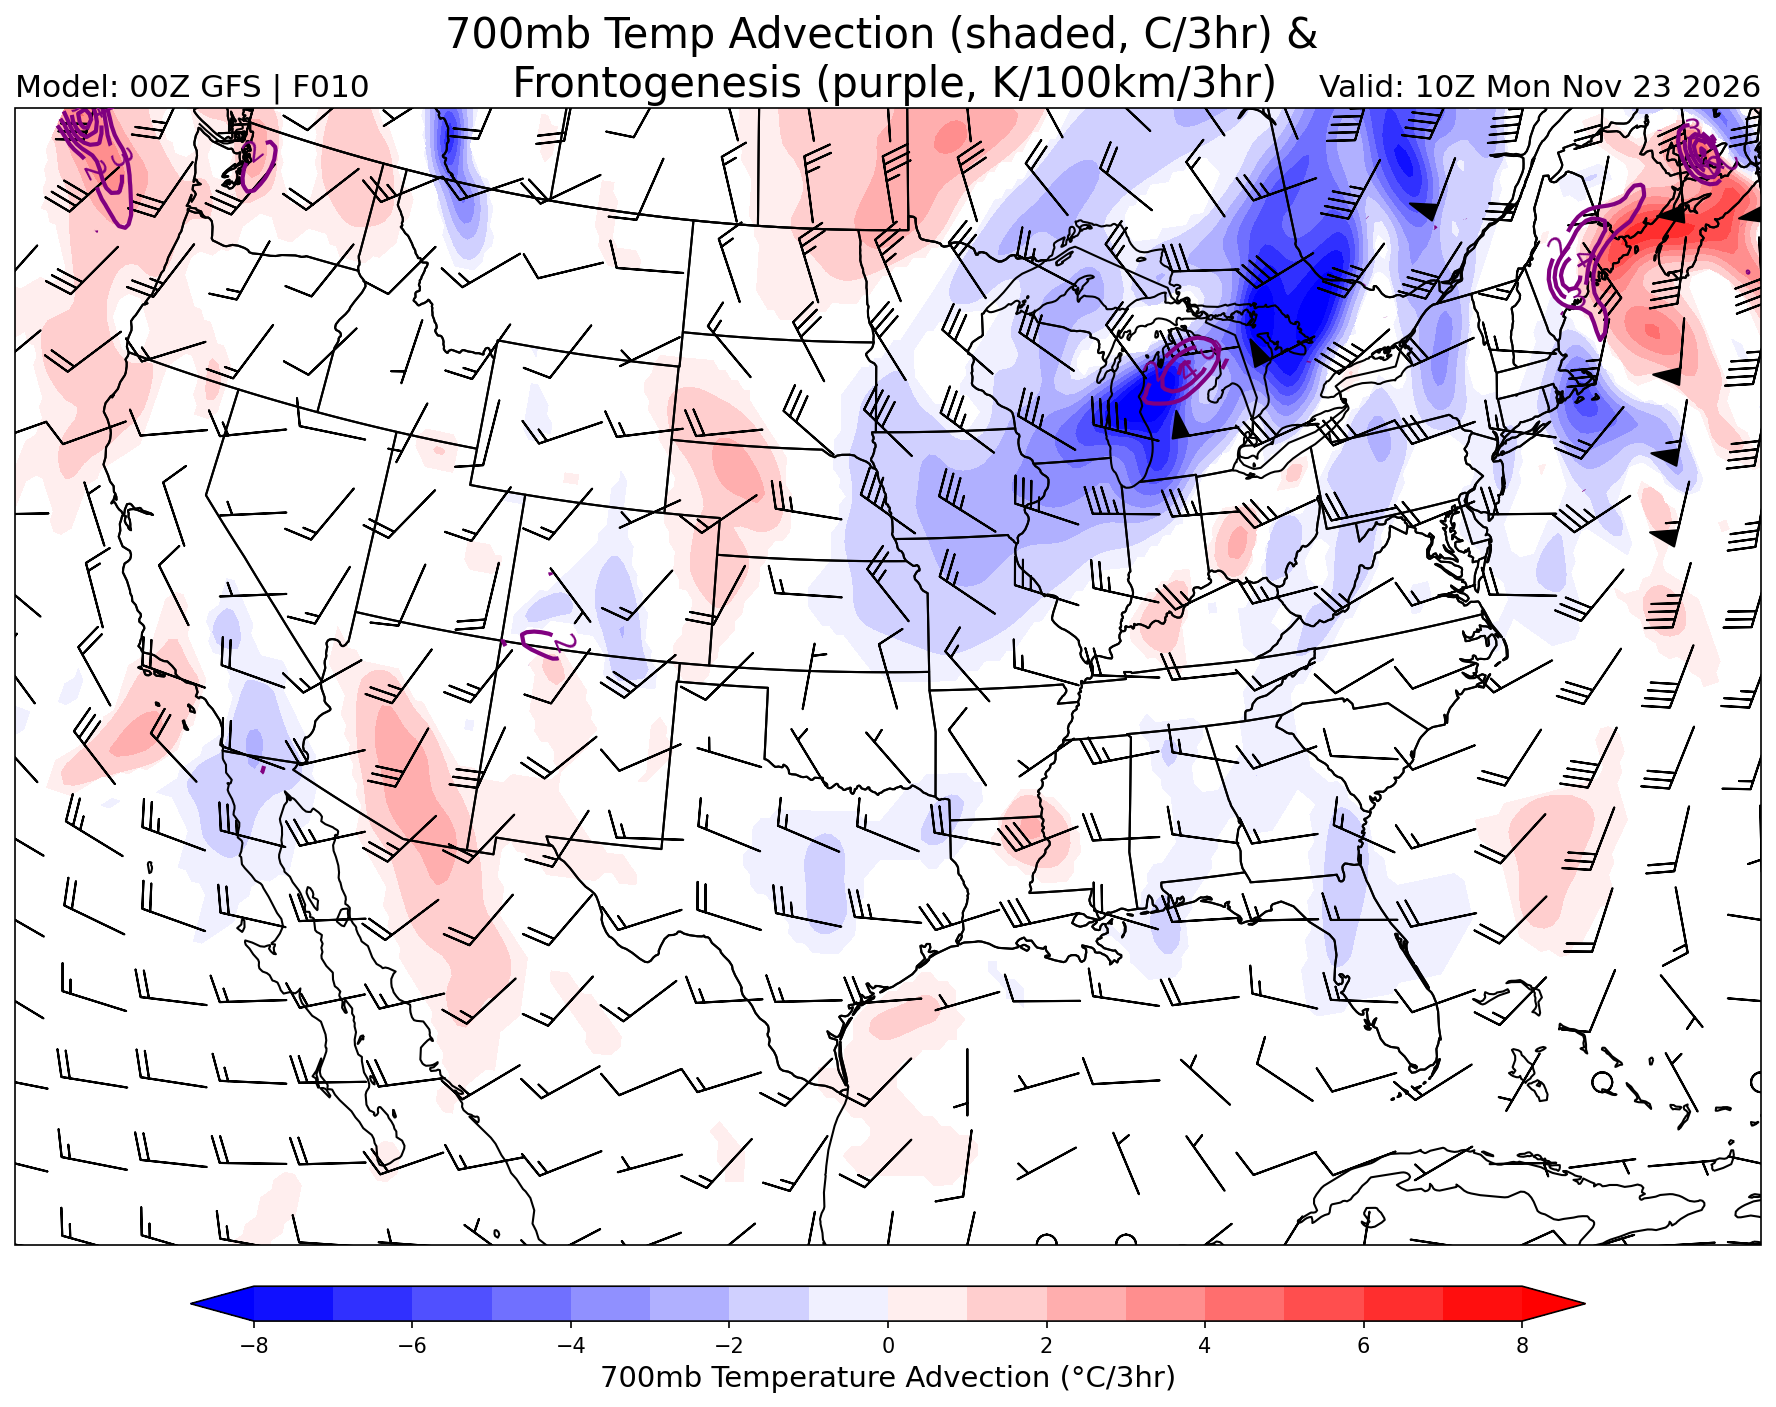 700mb Temp Advection (shaded, C/3hr) &
Model: 00Z GFS | F010 Frontogenesis (purple, K/100km/3hr) Valid: 10Z Mon Nov 23 2026
−8 −6 −4 −2 0 2 4 6 8
700mb Temperature Advection (°C/3hr)